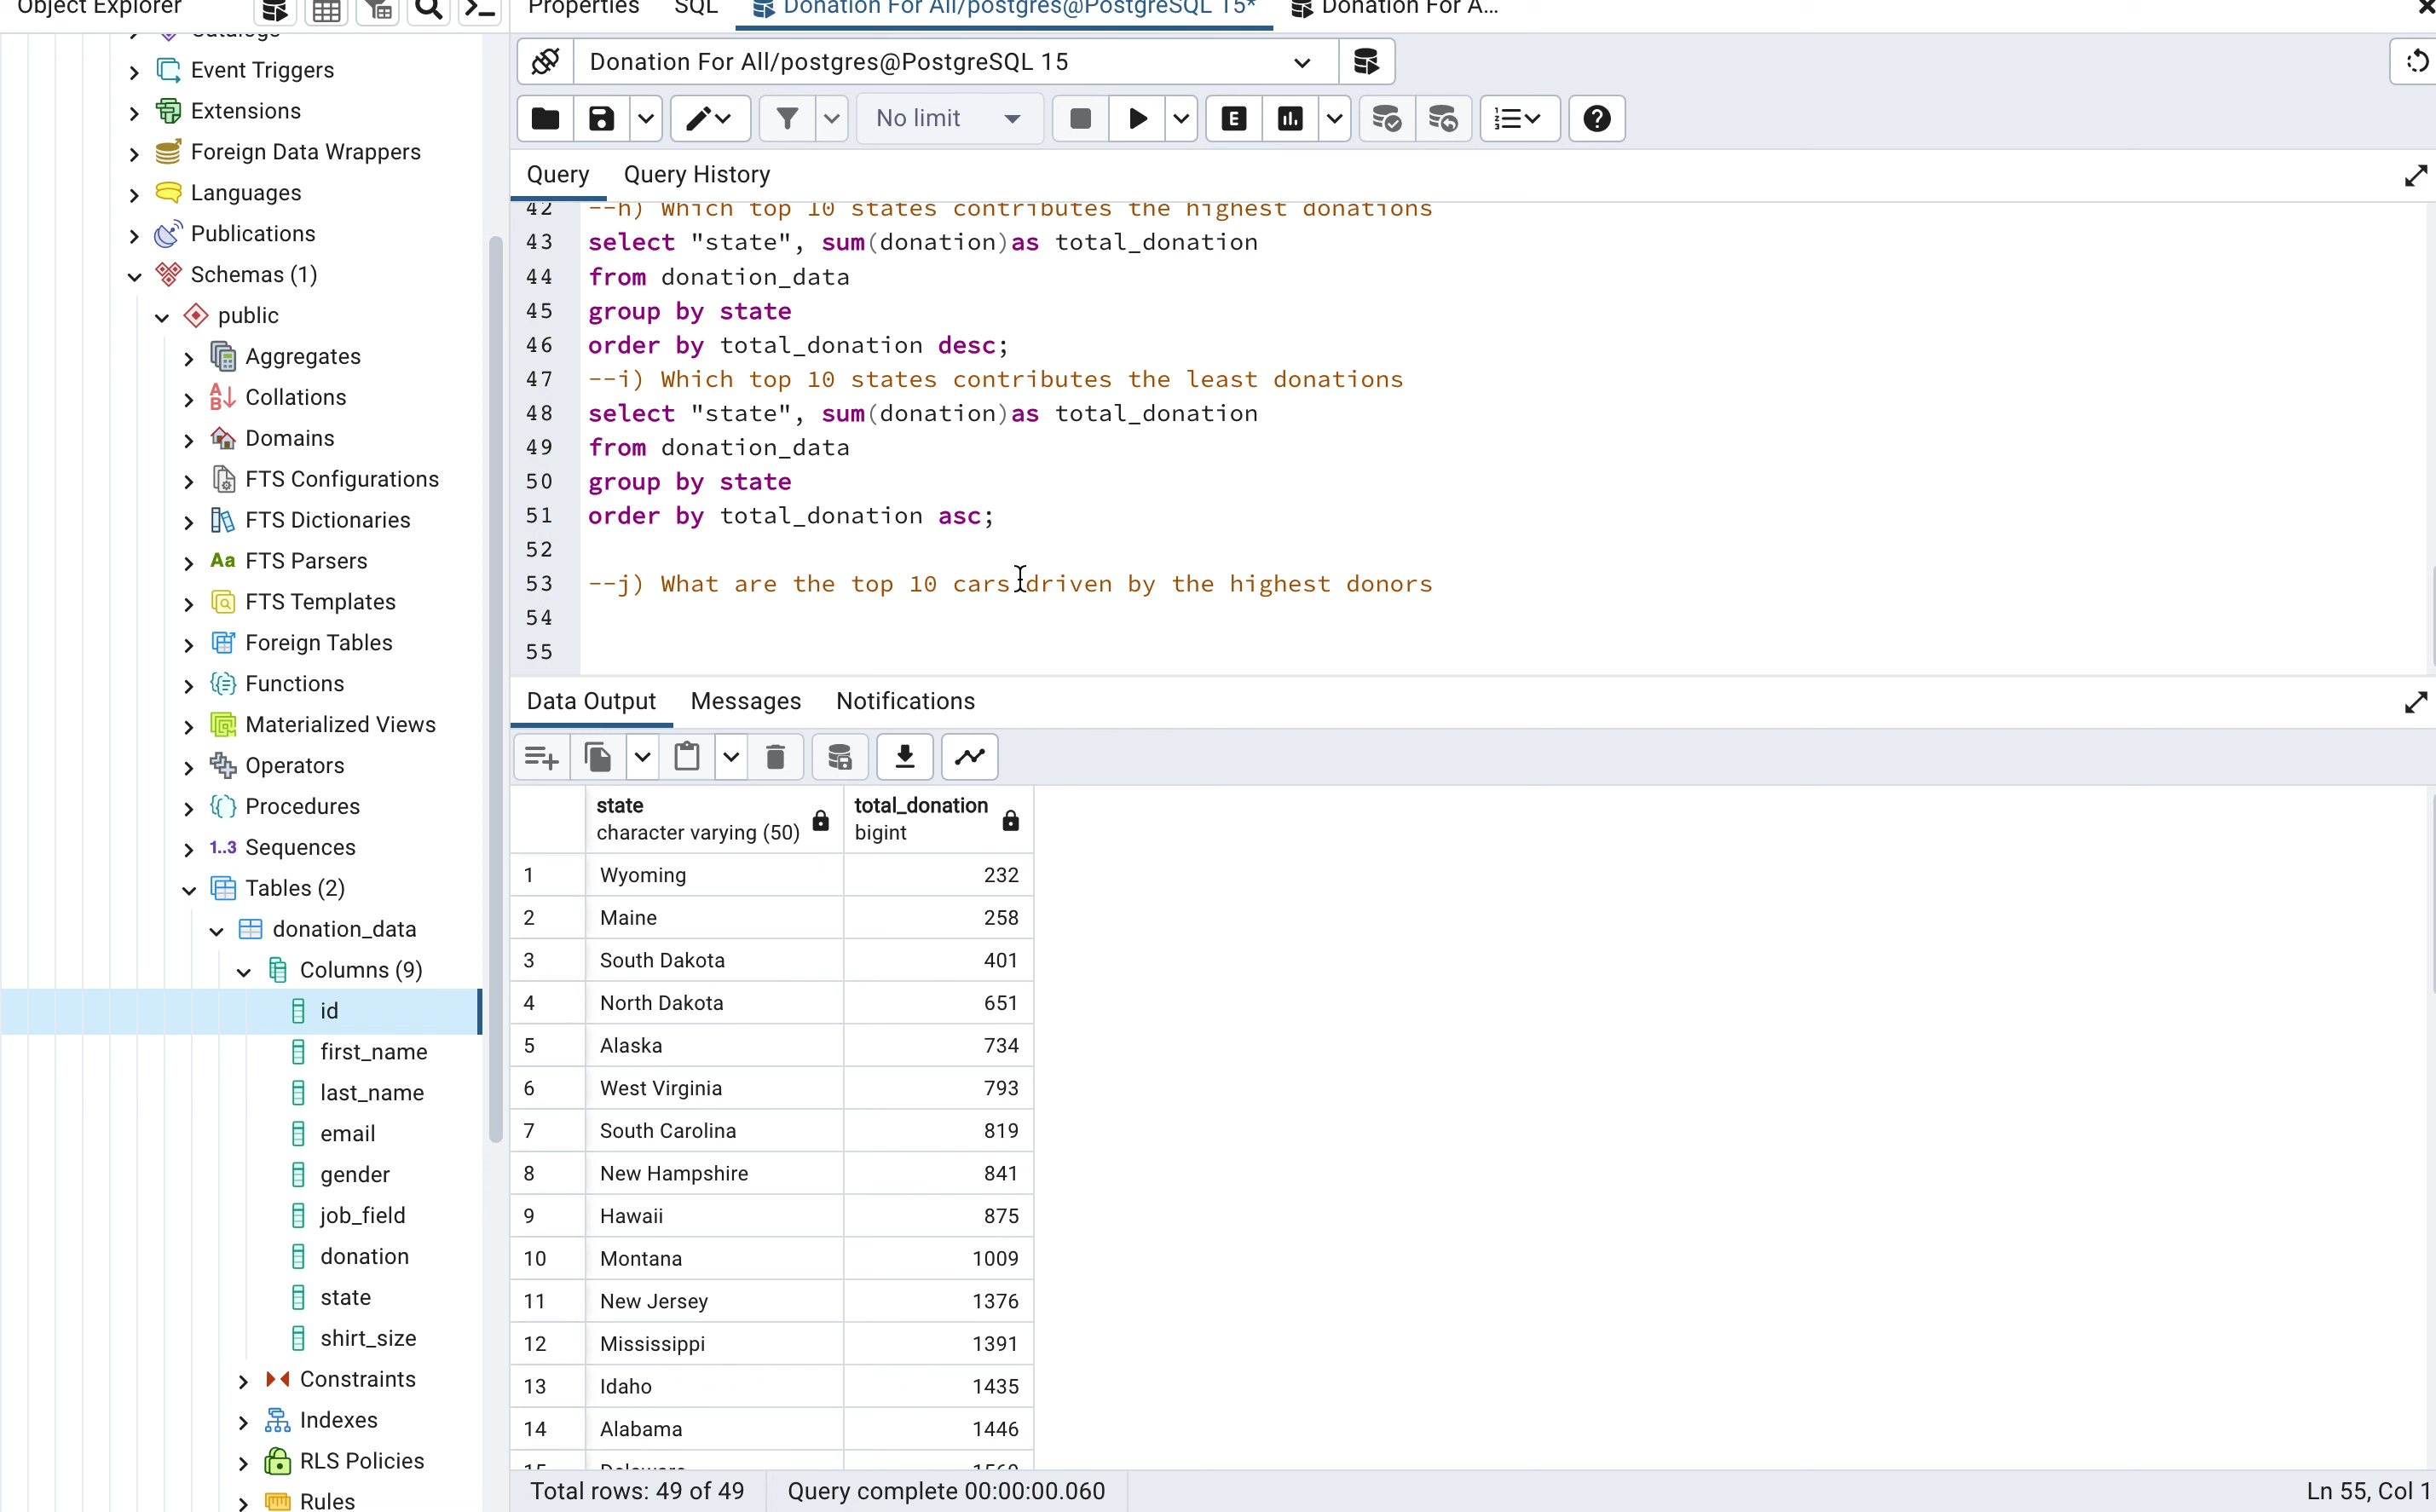 Object Explorer
Properties
SQL
Donation For All/postgres@PostgreSQL 15*
Donation For A...
Catalogs
Event Triggers
Extensions
Foreign Data Wrappers
Languages
Publications
Schemas (1)
public
Aggregates
Collations
Domains
FTS Configurations
FTS Dictionaries
Aa FTS Parsers
FTS Templates
Foreign Tables
Functions
Materialized Views
Operators
Procedures
1..3 Sequences
Tables (2)
donation_data
Columns (9)
id
first_name
last_name
email
gender
job_field
donation
state
shirt_size
Constraints
Indexes
RLS Policies
Rules
Donation For All/postgres@PostgreSQL 15
No limit
E
Query Query History
42 --h) Which top 10 states contributes the highest donations
43 select "state", sum(donation)as total_donation
44 from donation_data
45 group by state
46 order by total_donation desc;
47 --i) Which top 10 states contributes the least donations
48 select "state", sum(donation)as total_donation
49 from donation_data
50 group by state
51 order by total_donation asc;
52
53 --j) What are the top 10 cars driven by the highest donors
54
55
Data Output Messages Notifications
state total_donation
character varying (50) bigint
1 Wyoming 232
2 Maine 258
3 South Dakota 401
4 North Dakota 651
5 Alaska 734
6 West Virginia 793
7 South Carolina 819
8 New Hampshire 841
9 Hawaii 875
10 Montana 1009
11 New Jersey 1376
12 Mississippi 1391
13 Idaho 1435
14 Alabama 1446
15 Delaware
Total rows: 49 of 49 Query complete 00:00:00.060 Ln 55, Col 1